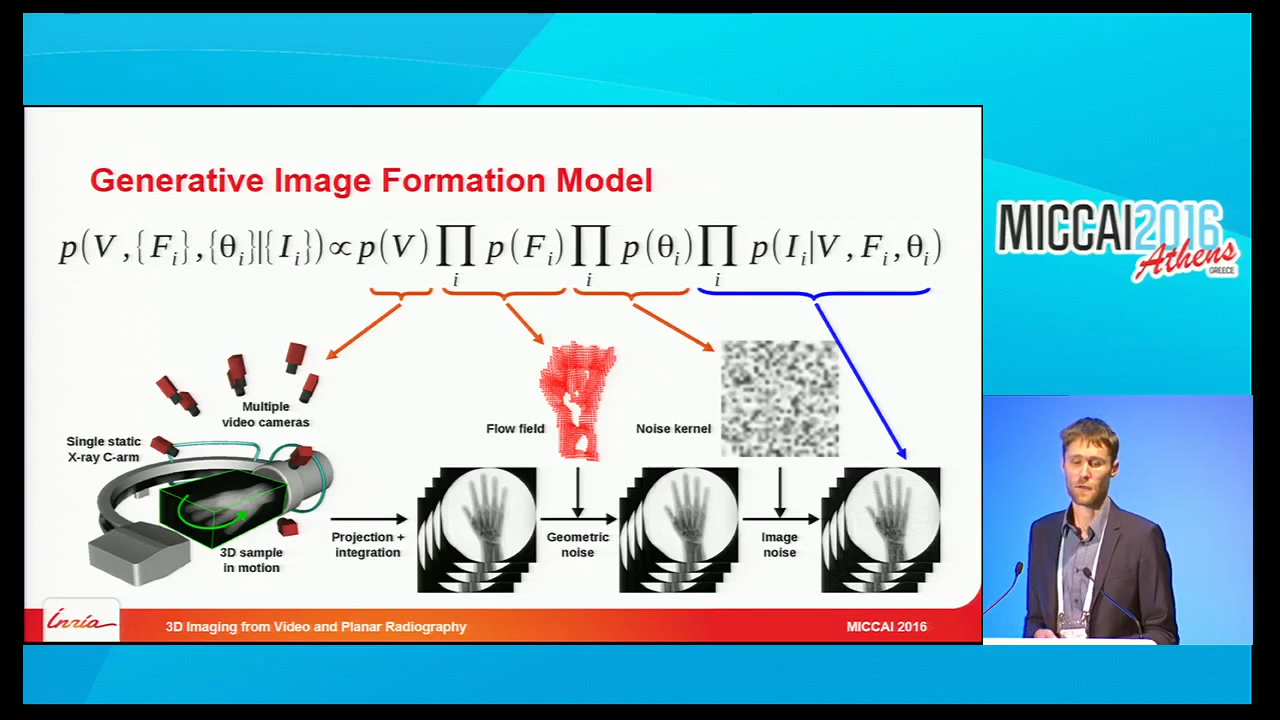 Generative Image Formation Model
p(V,{F_i},{θ_i}|{I_i})∝p(V)∏_i p(F_i)∏_i p(θ_i)∏_i p(I_i|V,F_i,θ_i)
MICCAI2016
Athens
GREECE
Multiple
video cameras
Single static
X-ray C-arm
Flow field
Noise kernel
3D sample
in motion
Projection +
integration
Geometric
noise
Image
noise
Inria
3D Imaging from Video and Planar Radiography
MICCAI 2016